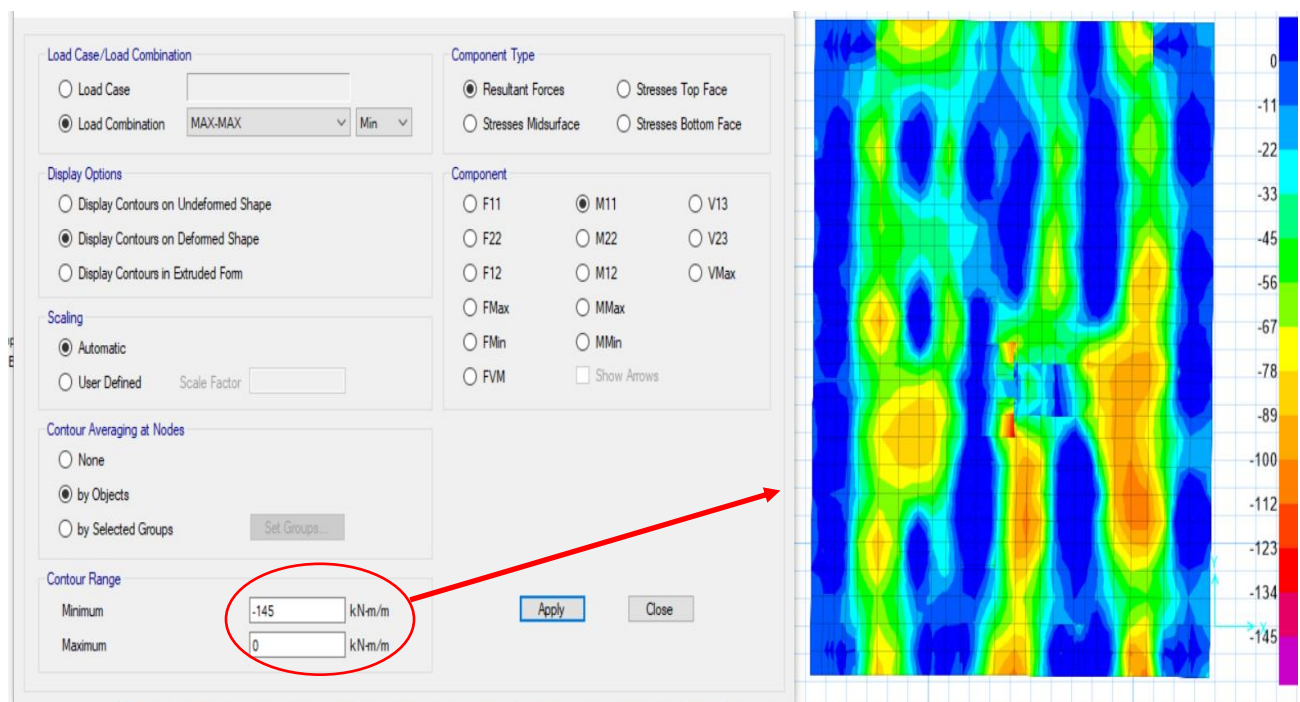 Load Case/Load Combination
Load Case
Load Combination MAX-MAX Min
Display Options
Display Contours on Undeformed Shape
Display Contours on Deformed Shape
Display Contours in Extruded Form
Scaling
Automatic
User Defined Scale Factor
Contour Averaging at Nodes
None
by Objects
by Selected Groups Set Groups...
Contour Range
Minimum -145 kN-m/m
Maximum 0 kN-m/m
Component Type
Resultant Forces Stresses Top Face
Stresses Midsurface Stresses Bottom Face
Component
F11 M11 V13
F22 M22 V23
F12 M12 VMax
FMax MMax
FMin MMin
FVM Show Arrows
Apply Close
0
-11
-22
-33
-45
-56
-67
-78
-89
-100
-112
-123
-134
-145
Y
X